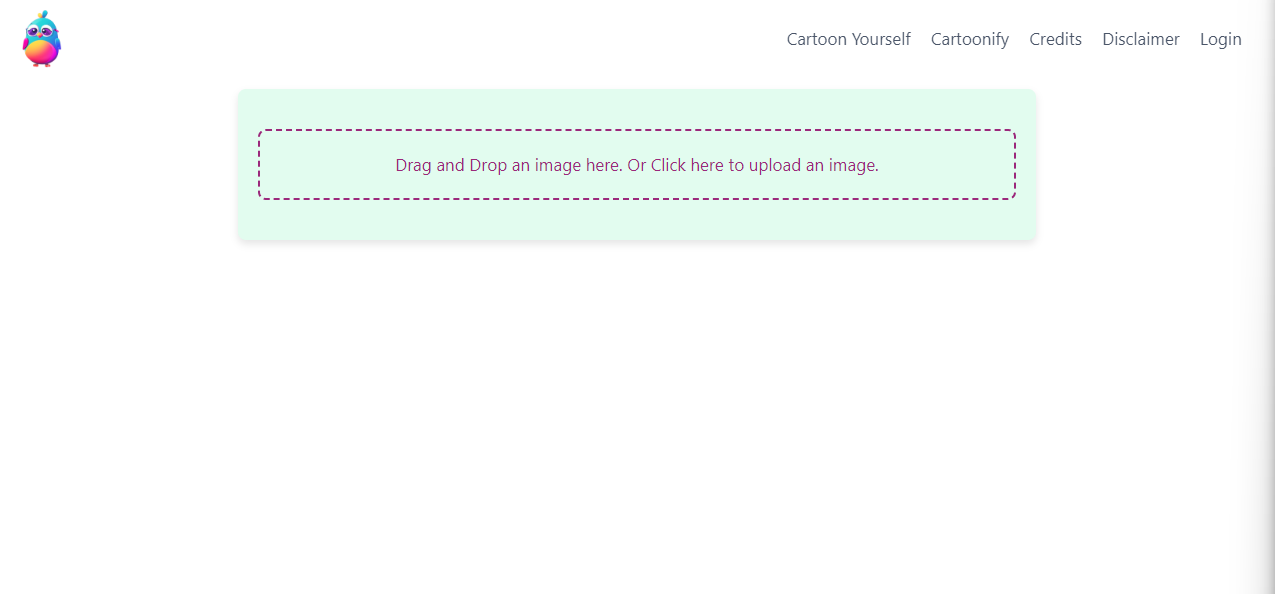 Cartoon Yourself Cartoonify Credits Disclaimer Login
Drag and Drop an image here. Or Click here to upload an image.